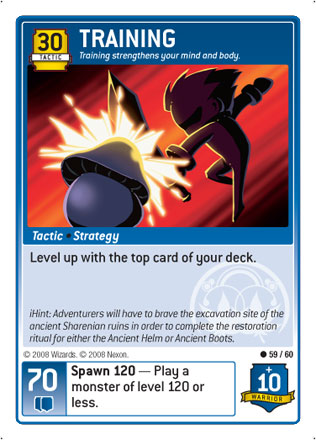 30
TACTIC
TRAINING
Training strengthens your mind and body.
Tactic • Strategy
Level up with the top card of your deck.
iHint: Adventurers will have to brave the excavation site of the
ancient Sharenian ruins in order to complete the restoration
ritual for either the Ancient Helm or Ancient Boots.
© 2008 Wizards. © 2008 Nexon.
● 59 / 60
70
Spawn 120 — Play a
monster of level 120 or
less.
+
10
WARRIOR